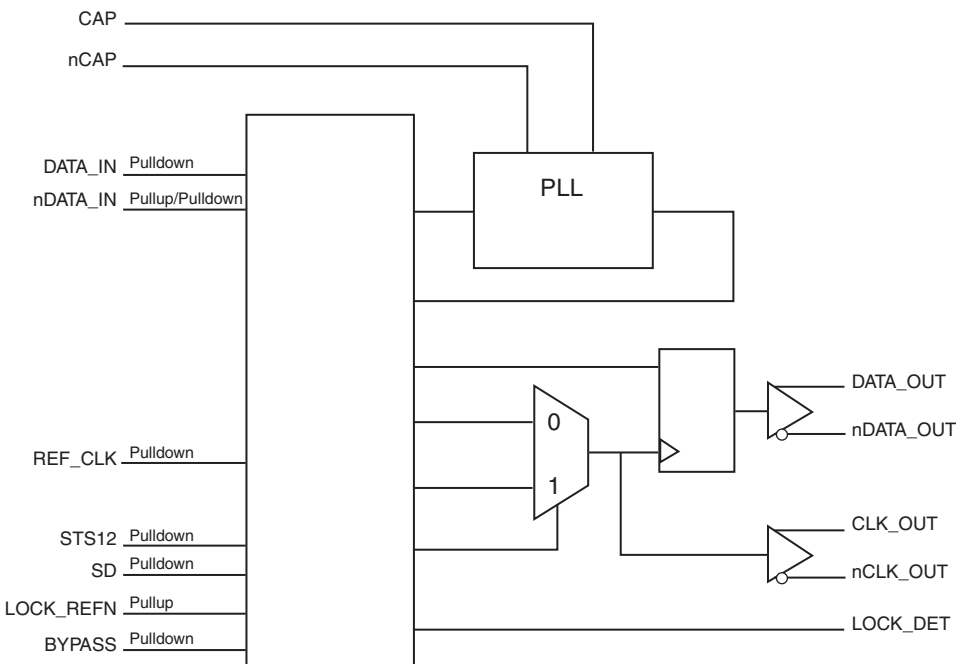 CAP
nCAP
DATA_IN Pulldown
nDATA_IN Pullup/Pulldown
PLL
DATA_OUT
nDATA_OUT
0
1
REF_CLK Pulldown
CLK_OUT
nCLK_OUT
STS12 Pulldown
SD Pulldown
LOCK_REFN Pullup
LOCK_DET
BYPASS Pulldown